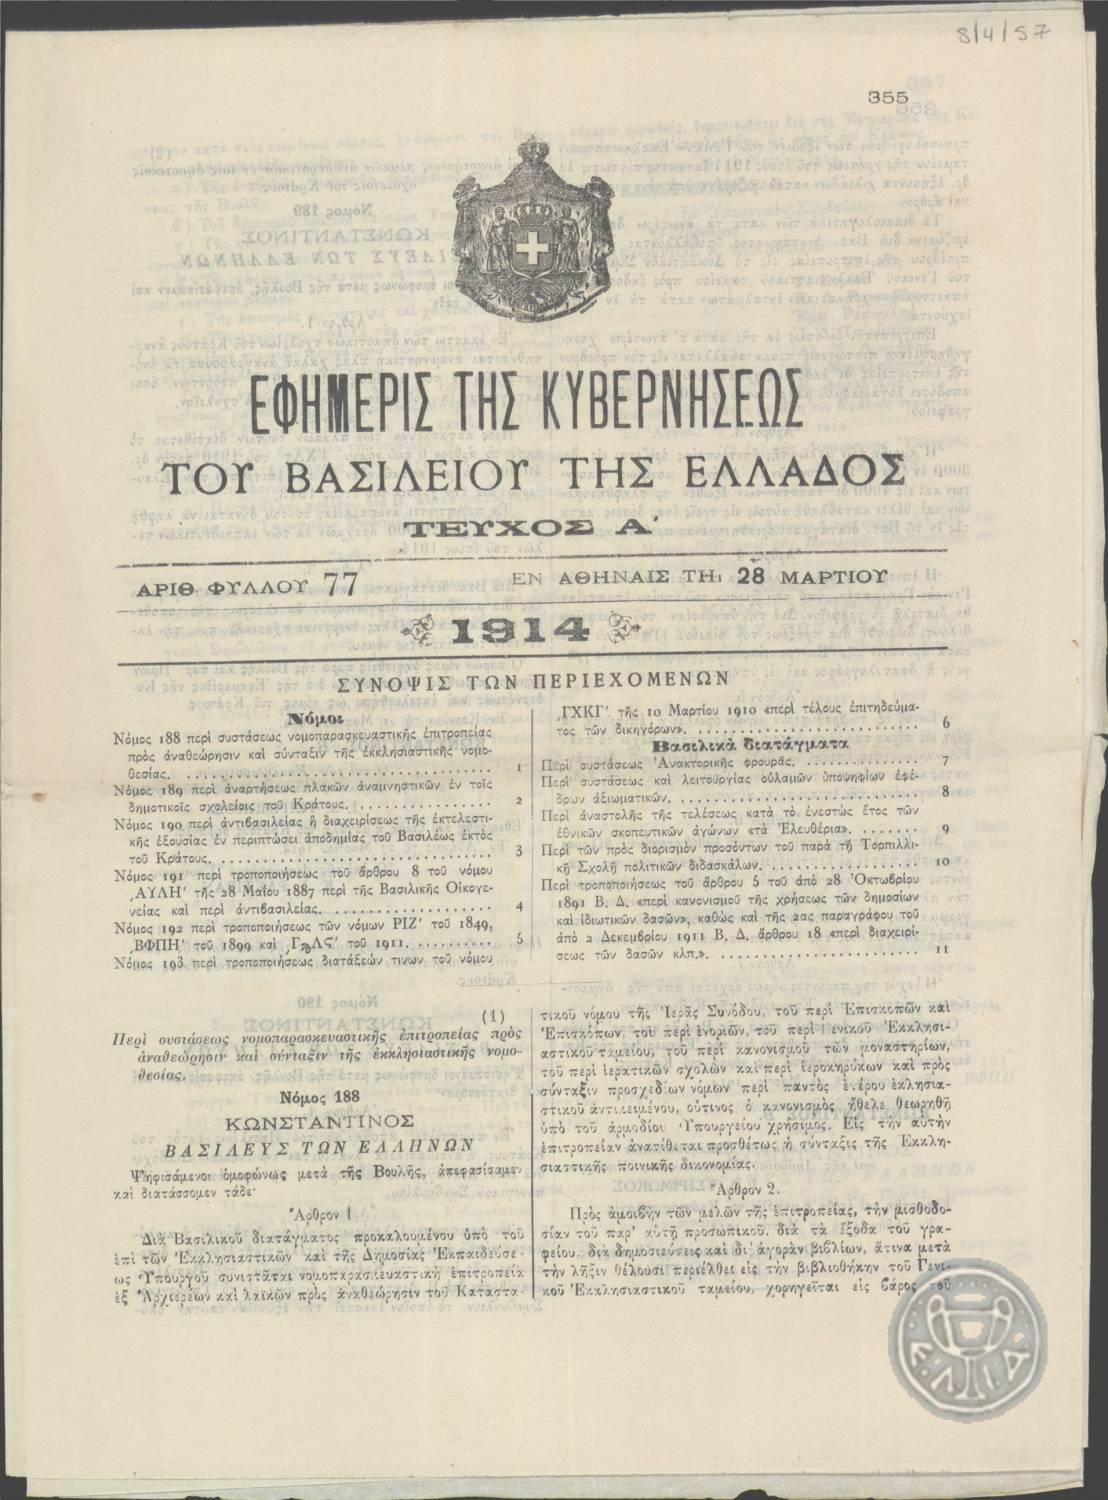 8/4/57
355
ΕΦΗΜΕΡΙΣ ΤΗΣ ΚΥΒΕΡΝΗΣΕΩΣ
ΤΟΥ ΒΑΣΙΛΕΙΟΥ ΤΗΣ ΕΛΛΑΔΟΣ
ΤΕΥΧΟΣ Α΄
ΑΡΙΘ. ΦΥΛΛΟΥ 77
ΕΝ ΑΘΗΝΑΙΣ ΤΗι 28 ΜΑΡΤΙΟΥ
1914
ΣΥΝΟΨΙΣ ΤΩΝ ΠΕΡΙΕΧΟΜΕΝΩΝ
Νόμοι
Νόμος 188 περὶ συστάσεως νομοπαρασκευαστικῆς ἐπιτροπείας
πρὸς ἀναθεώρησιν καὶ σύνταξιν τῆς ἐκκλησιαστικῆς νομο-
θεσίας. 1
Νόμος 189 περὶ ἀναρτήσεως πλακῶν ἀναμνηστικῶν ἐν τοῖς
δημοτικοῖς σχολείοις τοῦ Κράτους. 2
Νόμος 190 περὶ ἀντιβασιλείας ἢ διαχειρίσεως τῆς ἐκτελεστι-
κῆς ἐξουσίας ἐν περιπτώσει ἀποδημίας τοῦ Βασιλέως ἐκτὸς
τοῦ Κράτους. 3
Νόμος 191 περὶ τροποποιήσεως τοῦ ἄρθρου 8 τοῦ νόμου
͵ΑΥΛΗ΄ τῆς 28 Μαΐου 1887 περὶ τῆς Βασιλικῆς Οἰκογε-
νείας καὶ περὶ ἀντιβασιλείας. 4
Νόμος 192 περὶ τροποποιήσεως τῶν νόμων ΡΙΖ΄ τοῦ 1849,
͵ΒΦΠΗ΄ τοῦ 1899 καὶ ͵ΓϡΛϚ΄ τοῦ 1911. 5
Νόμος 193 περὶ τροποποιήσεως διατάξεών τινων τοῦ νόμου
͵ΓΧΚΓ΄ τῆς 10 Μαρτίου 1910 «περὶ τέλους ἐπιτηδεύμα-
τος τῶν δικηγόρων». 6
Βασιλικὰ διατάγματα
Περὶ συστάσεως Ἀνακτορικῆς φρουρᾶς. 7
Περὶ συστάσεως καὶ λειτουργίας οὐλαμῶν ὑποψηφίων ἐφέ-
δρων ἀξιωματικῶν. 8
Περὶ ἀναστολῆς τῆς τελέσεως κατὰ τὸ ἐνεστὼς ἔτος τῶν
ἐθνικῶν σκοπευτικῶν ἀγώνων «τὰ Ἐλευθέρια». 9
Περὶ τῶν πρὸς διορισμὸν προσόντων τοῦ παρὰ τῇ Τορπιλλι-
κῇ Σχολῇ πολιτικῶν διδασκάλων. 10
Περὶ τροποποιήσεως τοῦ ἄρθρου 5 τοῦ ἀπὸ 28 Ὀκτωβρίου
1891 Β. Δ. «περὶ κανονισμοῦ τῆς χρήσεως τῶν δημοσίων
καὶ ἰδιωτικῶν δασῶν», καθὼς καὶ τῆς 2ας παραγράφου τοῦ
ἀπὸ 2 Δεκεμβρίου 1911 Β. Δ. ἄρθρου 18 «περὶ διαχειρί-
σεως τῶν δασῶν κλπ.». 11
(1)
Περὶ συστάσεως νομοπαρασκευαστικῆς ἐπιτροπείας πρὸς
ἀναθεώρησιν καὶ σύνταξιν τῆς ἐκκλησιαστικῆς νομο-
θεσίας.
Νόμος 188
ΚΩΝΣΤΑΝΤΙΝΟΣ
ΒΑΣΙΛΕΥΣ ΤΩΝ ΕΛΛΗΝΩΝ
Ψηφισάμενοι ὁμοφώνως μετὰ τῆς Βουλῆς, ἀπεφασίσαμεν
καὶ διατάσσομεν τάδε·
Ἄρθρον 1
Διὰ Βασιλικοῦ διατάγματος προκαλουμένου ὑπὸ τοῦ
ἐπὶ τῶν Ἐκκλησιαστικῶν καὶ τῆς Δημοσίας Ἐκπαιδεύσε-
ως Ὑπουργοῦ συνιστᾶται νομοπαρασκευαστικὴ ἐπιτροπεία
ἐξ Ἀρχιερέων καὶ λαϊκῶν πρὸς ἀναθεώρησιν τοῦ Καταστα-
τικοῦ νόμου τῆς Ἱερᾶς Συνόδου, τοῦ περὶ Ἐπισκοπῶν καὶ
Ἐπισκόπων, τοῦ περὶ ἐνοριῶν, τοῦ περὶ Γενικοῦ Ἐκκλησι-
αστικοῦ ταμείου, τοῦ περὶ κανονισμοῦ τῶν μοναστηρίων,
τοῦ περὶ ἱερατικῶν σχολῶν καὶ περὶ ἱεροκηρύκων καὶ πρὸς
σύνταξιν προσχεδίων νόμων περὶ παντὸς ἑτέρου ἐκλησια-
στικοῦ ἀντικειμένου, οὕτινος ὁ κανονισμὸς ἤθελε θεωρηθῆ
ὑπὸ τοῦ ἁρμοδίου Ὑπουργείου χρήσιμος. Εἰς τὴν αὐτὴν
ἐπιτροπείαν ἀνατίθεται προσθέτως ἡ σύνταξις τῆς Ἐκκλη-
σιαστικῆς ποινικῆς δικονομίας.
Ἄρθρον 2.
Πρὸς ἀμοιβὴν τῶν μελῶν τῆς ἐπιτροπείας, τὴν μισθοδο-
σίαν τοῦ παρ' αὐτῇ προσωπικοῦ, διὰ τὰ ἔξοδα τοῦ γρα-
φείου, διὰ δημοσιεύσεις καὶ δι' ἀγορὰν βιβλίων, ἅτινα μετὰ
τὴν λῆξιν θέλουσι περιέλθει εἰς τὴν βιβλιοθήκην τοῦ Γενι-
κοῦ Ἐκκλησιαστικοῦ ταμείου, χορηγεῖται εἰς βάρος τοῦ
Ε.Λ.Ι.Α